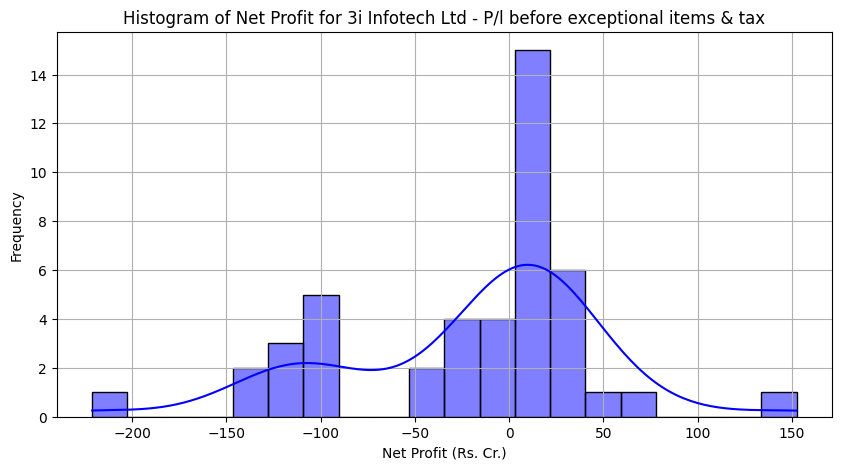 Histogram of Net Profit for 3i Infotech Ltd - P/l before exceptional items & tax
14
12
10
8
6
4
2
0
Frequency
−200 −150 −100 −50 0 50 100 150
Net Profit (Rs. Cr.)